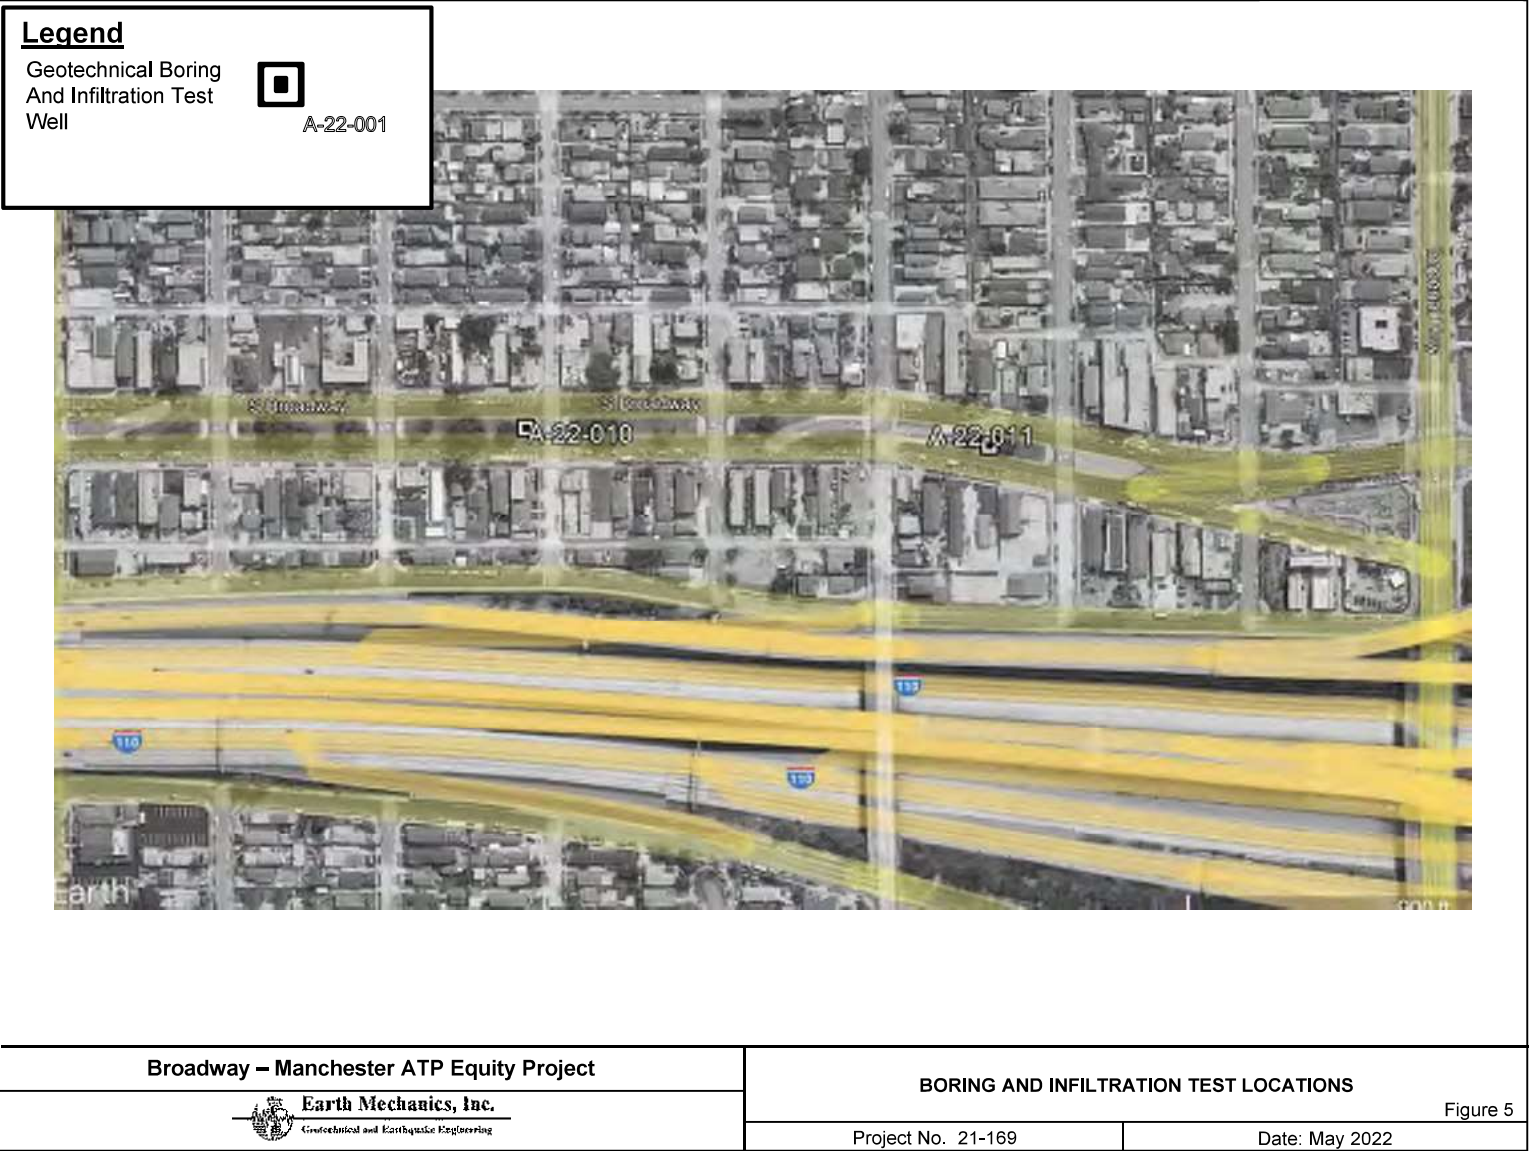 Legend
Geotechnical Boring
And Infiltration Test
Well
A-22-001
S Broadway
S Broadway
A-22-010
A-22-011
110
110
110
Earth
900 ft
Broadway – Manchester ATP Equity Project
Earth Mechanics, Inc.
Geotechnical and Earthquake Engineering
BORING AND INFILTRATION TEST LOCATIONS
Figure 5
Project No. 21-169
Date: May 2022